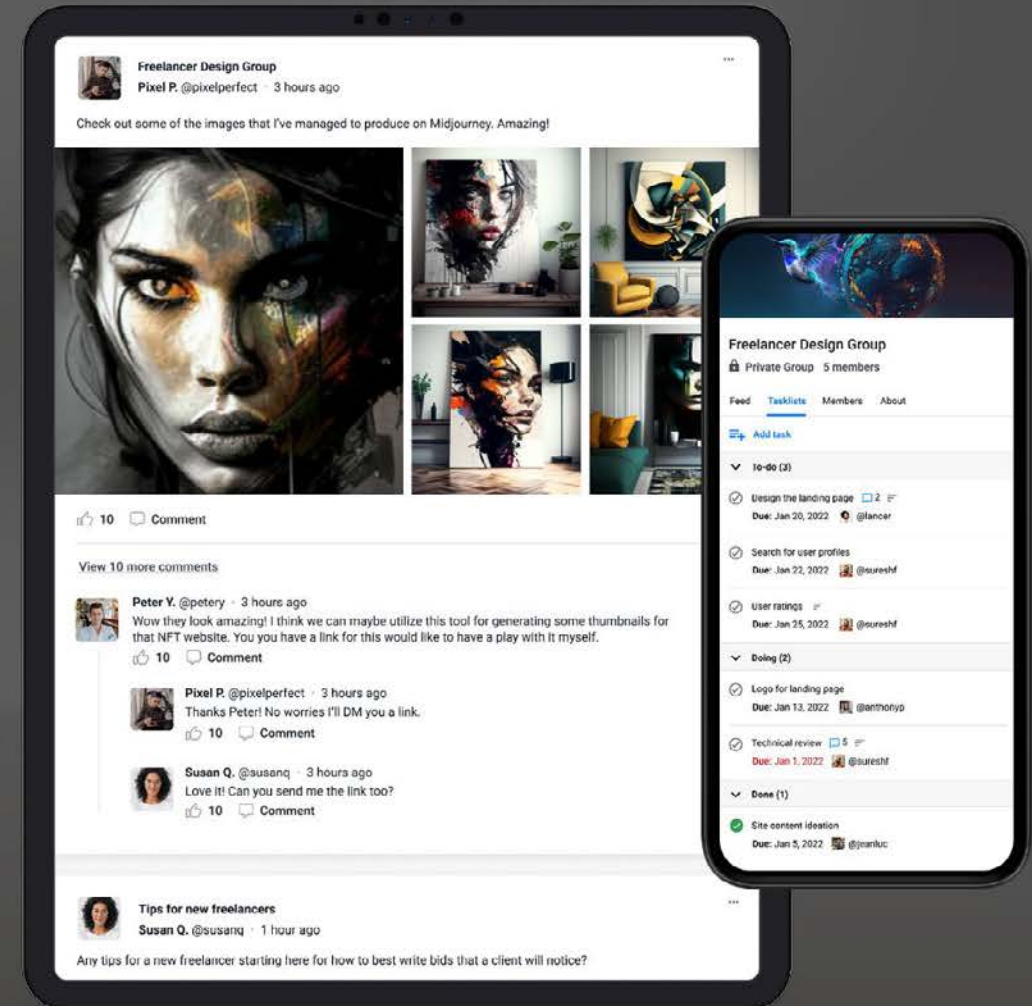 Freelancer Design Group
Pixel P. @pixelperfect · 3 hours ago
Check out some of the images that I've managed to produce on Midjourney. Amazing!
10 Comment
View 10 more comments
Peter Y. @petery · 3 hours ago
Wow they look amazing! I think we can maybe utilize this tool for generating some thumbnails for
that NFT website. You you have a link for this would like to have a play with it myself.
10 Comment
Pixel P. @pixelperfect · 3 hours ago
Thanks Peter! No worries I'll DM you a link.
10 Comment
Susan Q. @susanq · 3 hours ago
Love it! Can you send me the link too?
10 Comment
Tips for new freelancers
Susan Q. @susanq · 1 hour ago
Any tips for a new freelancer starting here for how to best write bids that a client will notice?
Freelancer Design Group
Private Group 5 members
Feed Tasklists Members About
Add task
To-do (3)
Design the landing page 2
Due: Jan 20, 2022 @lancer
Search for user profiles
Due: Jan 22, 2022 @sureshf
User ratings
Due: Jan 25, 2022 @sureshf
Doing (2)
Logo for landing page
Due: Jan 13, 2022 @anthonyp
Technical review 5
Due: Jan 1, 2022 @sureshf
Done (1)
Site content ideation
Due: Jan 5, 2022 @jeanluc